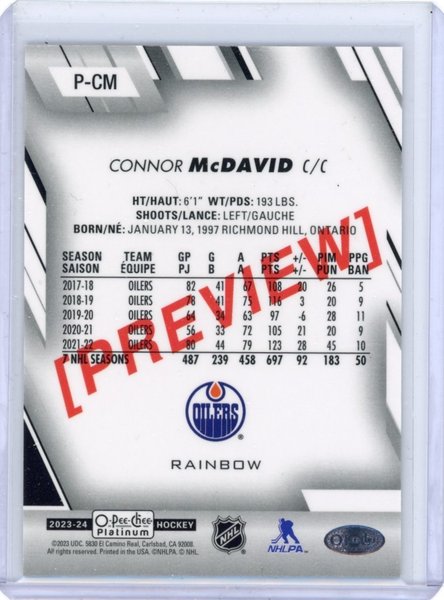 P-CM
CONNOR McDAVID C/C
HT/HAUT: 6'1" WT/PDS: 193 LBS.
SHOOTS/LANCE: LEFT/GAUCHE
BORN/NÉ: JANUARY 13, 1997 RICHMOND HILL, ONTARIO
SEASON TEAM GP G A PTS +/- PIM PPG
SAISON ÉQUIPE PJ B A PTS +/- PUN BAN
2017-18 OILERS 82 41 67 108 20 26 5
2018-19 OILERS 78 41 75 116 3 20 9
2019-20 OILERS 64 34 63 97 -6 28 11
2020-21 OILERS 56 33 72 105 21 20 9
2021-22 OILERS 80 44 79 123 28 45 10
7 NHL SEASONS 487 239 458 697 92 183 50
[PREVIEW]
OILERS
RAINBOW
2023-24 O-Pee-Chee Platinum HOCKEY
©2023 UDC. 5830 El Camino Real, Carlsbad, CA 92008.
All rights reserved. Printed in the USA. ©NHLPA. © NHL.
NHL
NHLPA